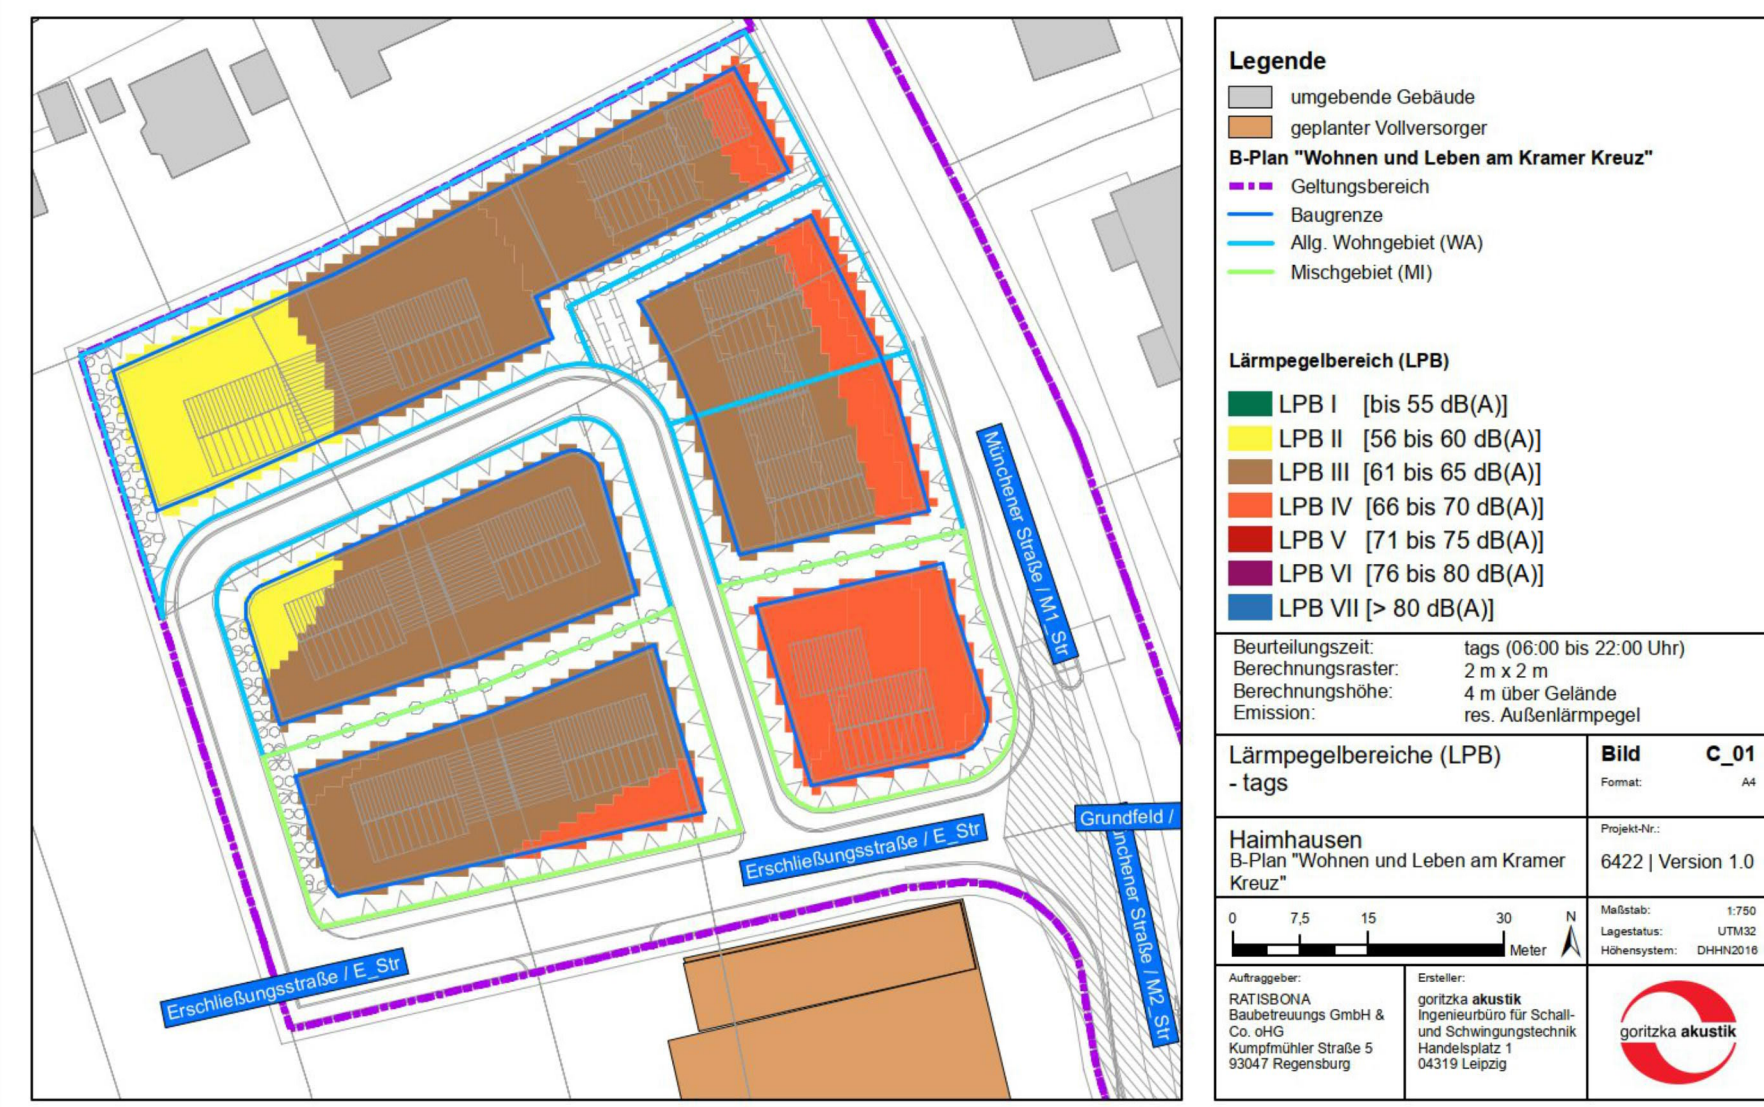 Münchener Straße / M1_Str
Grundfeld /
nchener Straße / M2_Str
Erschließungsstraße / E_Str
Erschließungsstraße / E_Str
Legende
umgebende Gebäude
geplanter Vollversorger
B-Plan "Wohnen und Leben am Kramer Kreuz"
Geltungsbereich
Baugrenze
Allg. Wohngebiet (WA)
Mischgebiet (MI)
Lärmpegelbereich (LPB)
LPB I [bis 55 dB(A)]
LPB II [56 bis 60 dB(A)]
LPB III [61 bis 65 dB(A)]
LPB IV [66 bis 70 dB(A)]
LPB V [71 bis 75 dB(A)]
LPB VI [76 bis 80 dB(A)]
LPB VII [> 80 dB(A)]
Beurteilungszeit: tags (06:00 bis 22:00 Uhr)
Berechnungsraster: 2 m x 2 m
Berechnungshöhe: 4 m über Gelände
Emission: res. Außenlärmpegel
Lärmpegelbereiche (LPB)
- tags
Bild C_01
Format: A4
Haimhausen
B-Plan "Wohnen und Leben am Kramer
Kreuz"
Projekt-Nr.:
6422 | Version 1.0
0 7,5 15 30
Meter
N
Maßstab: 1:750
Lagestatus: UTM32
Höhensystem: DHHN2016
Auftraggeber:
RATISBONA
Baubetreuungs GmbH &
Co. oHG
Kumpfmühler Straße 5
93047 Regensburg
Ersteller:
goritzka akustik
Ingenieurbüro für Schall-
und Schwingungstechnik
Handelsplatz 1
04319 Leipzig
goritzka akustik